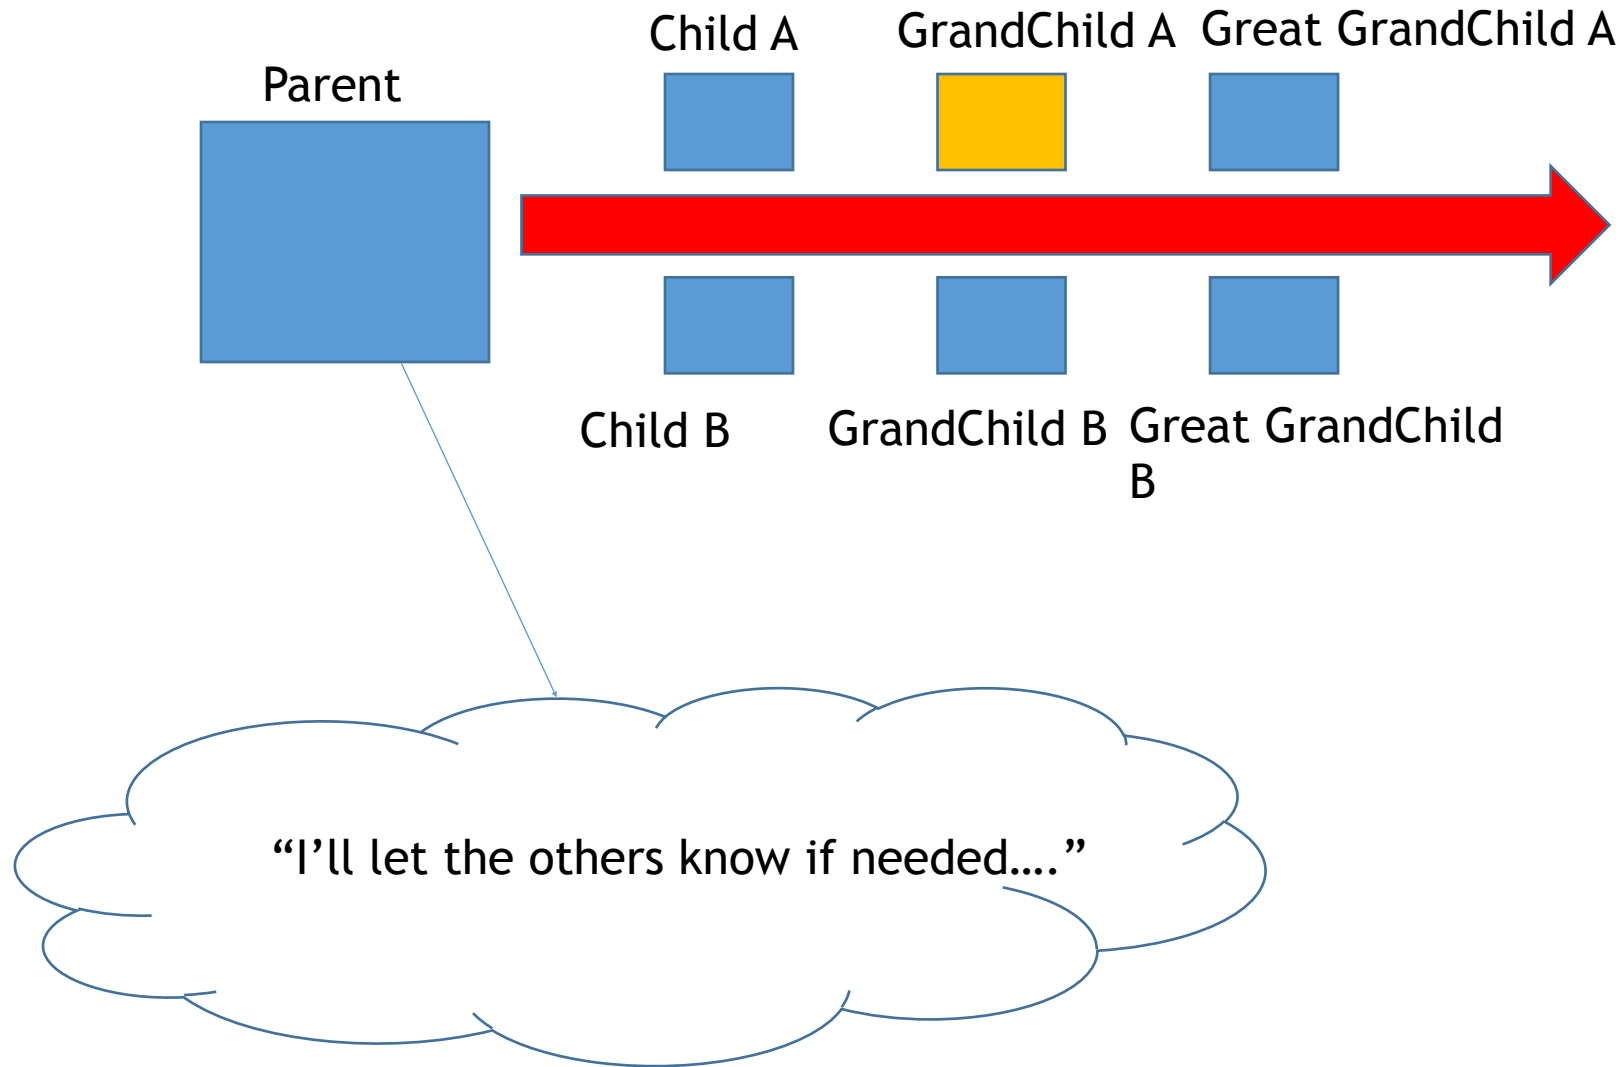 Parent
Child A
GrandChild A
Great GrandChild A
Child B
GrandChild B
Great GrandChild
B
“I’ll let the others know if needed….”